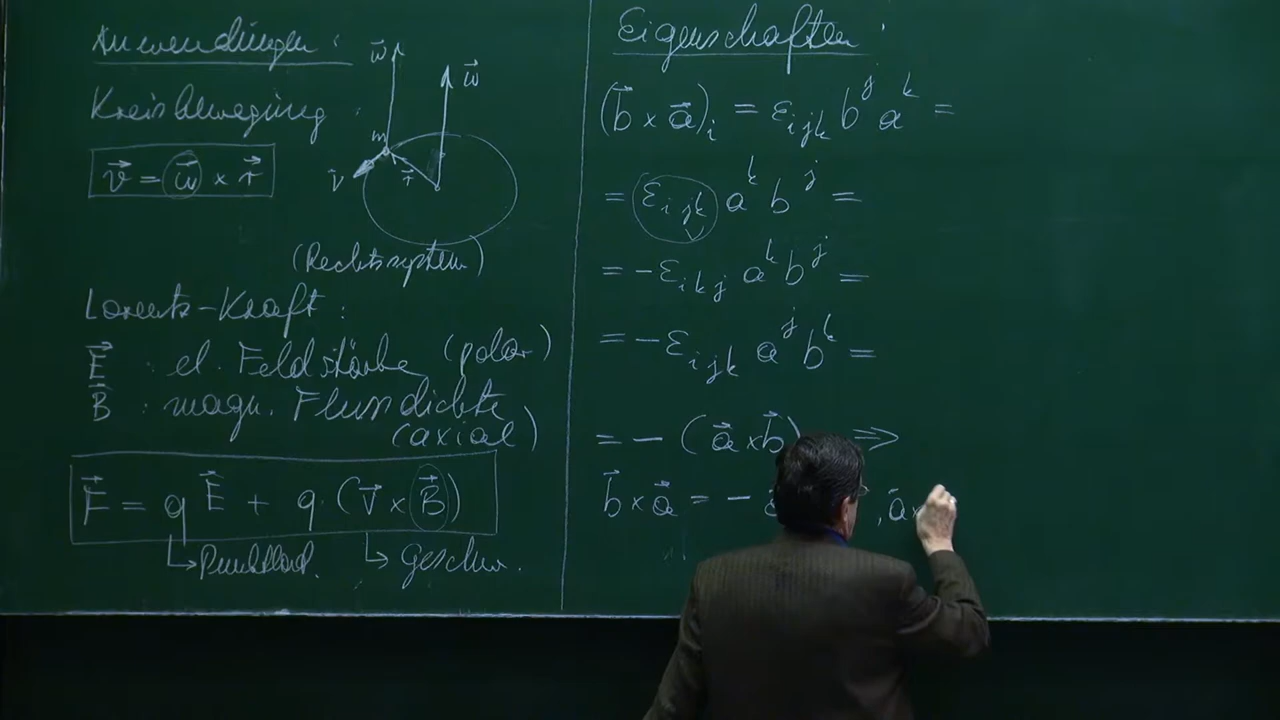 Anwendungen :
Kreisbewegung :
v⃗ = ω⃗ × r⃗
ω⃗
ω⃗
m
v⃗
r⃗
(Rechtssystem)
Lorentz-Kraft :
E⃗ : el. Feldstärke (polar)
B⃗ : magn. Flussdichte
(axial)
F⃗ = q E⃗ + q (v⃗ × B⃗)
↳ Punktlad. ↳ Geschw.
Eigenschaften :
(b⃗ × a⃗)ᵢ = εᵢⱼₖ bʲ aᵏ =
= εᵢⱼₖ aᵏ bʲ =
= − εᵢₖⱼ aᵏ bʲ =
= − εᵢⱼₖ aʲ bᵏ =
= − (a⃗ × b⃗) ⇒
b⃗ × a⃗ = − , a⃗ ×